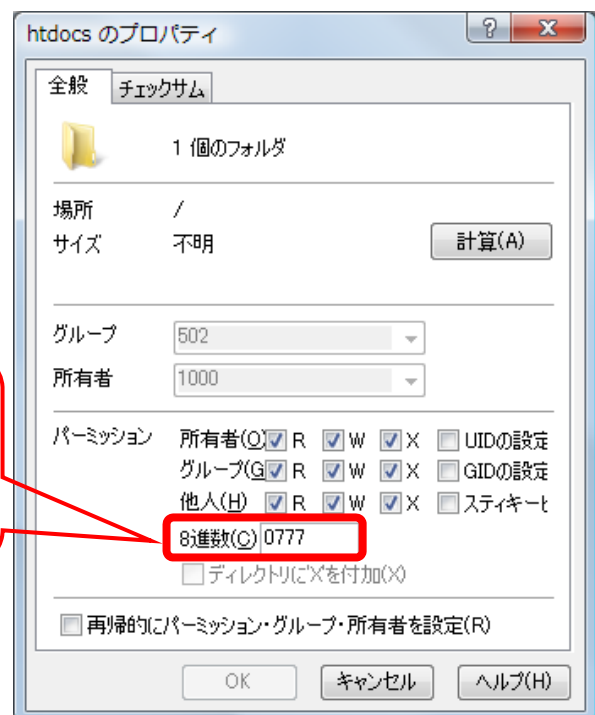 htdocs のプロパティ
全般 チェックサム
1 個のフォルダ
場所 /
サイズ 不明 計算(A)
グループ 502
所有者 1000
パーミッション 所有者(O) R W X UIDの設定
グループ(G R W X GIDの設定
他人(H) R W X スティキービ
8進数(C) 0777
ディレクトリに'X'を付加(X)
再帰的にパーミッション・グループ・所有者を設定(R)
OK キャンセル ヘルプ(H)